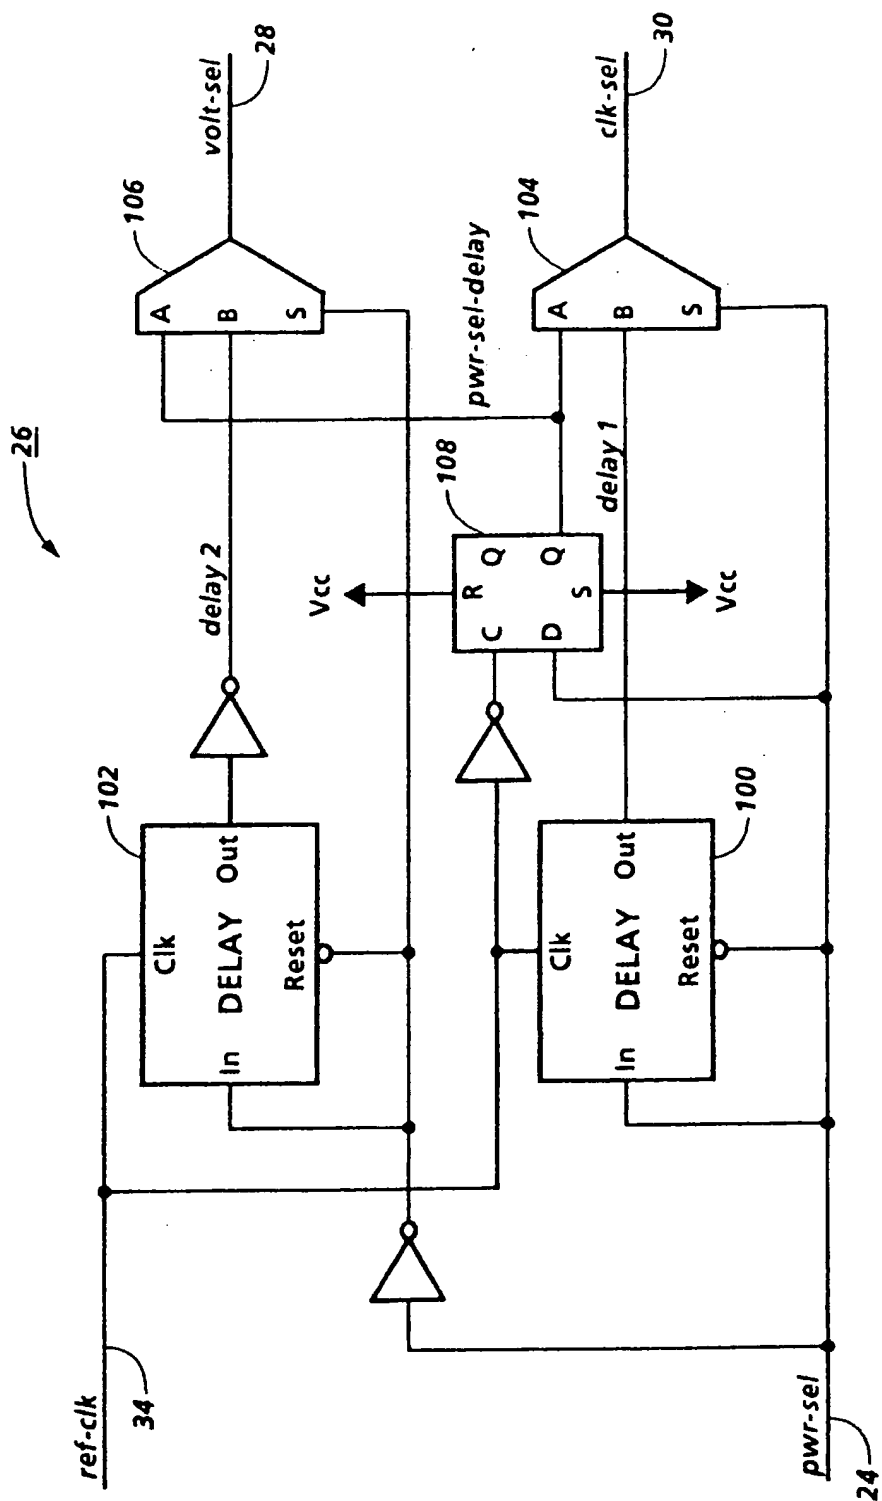 26
ref-clk
34
pwr-sel
24
102
Clk
In
DELAY
Out
Reset
delay 2
106
A
B
S
volt-sel
28
Vcc
108
R
C
Q
D
Q
S
Vcc
pwr-sel-delay
100
Clk
In
DELAY
Out
Reset
delay 1
104
A
B
S
clk-sel
30